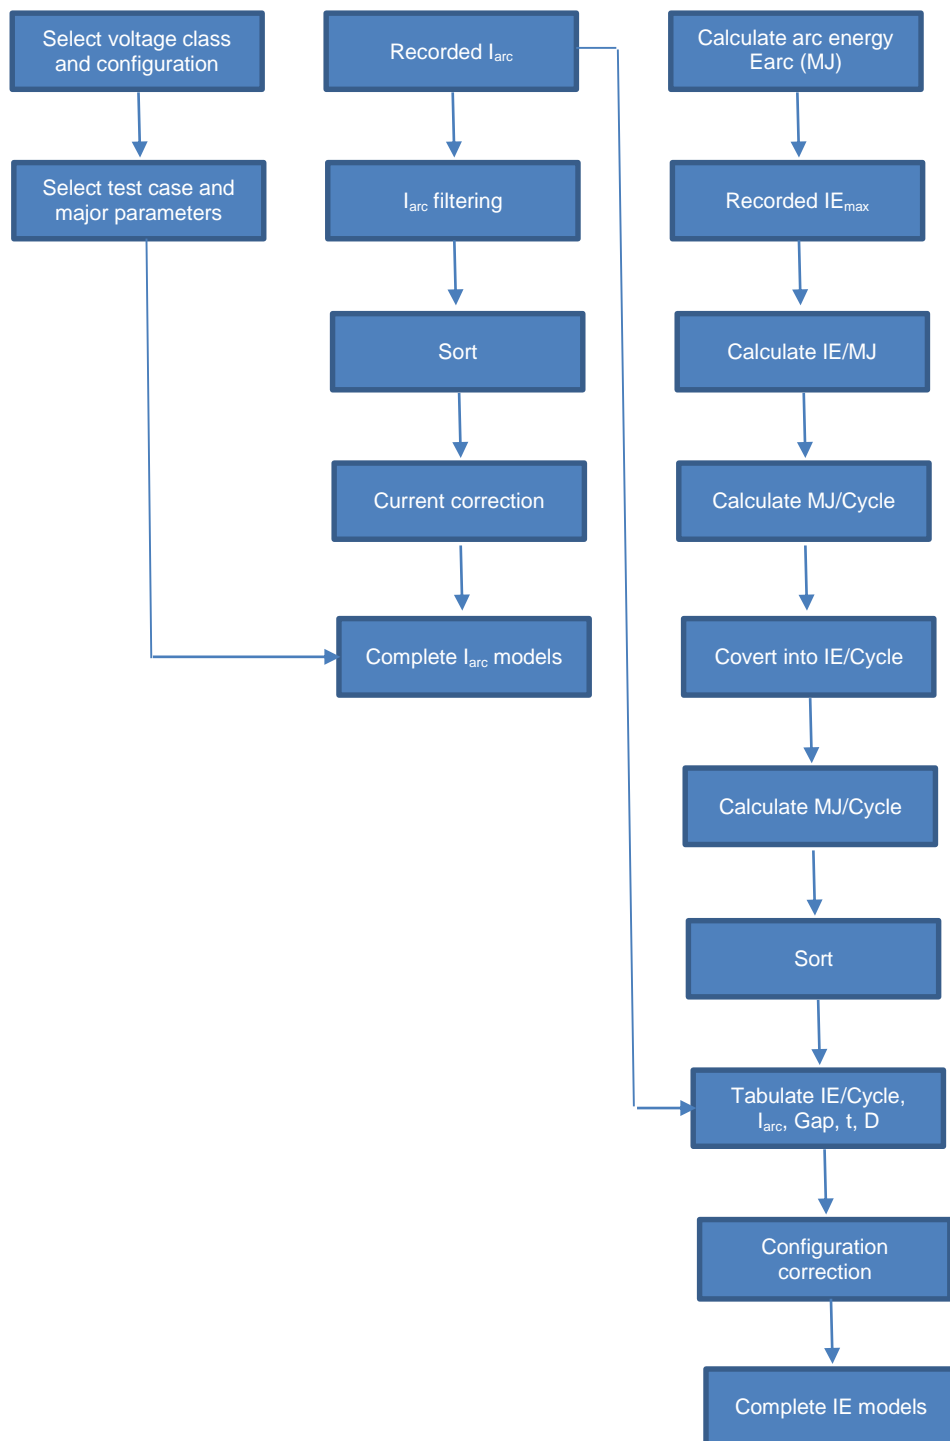 Select voltage class
and configuration
Select test case and
major parameters
Recorded Iarc
Iarc filtering
Sort
Current correction
Complete Iarc models
Calculate arc energy
Earc (MJ)
Recorded IEmax
Calculate IE/MJ
Calculate MJ/Cycle
Covert into IE/Cycle
Calculate MJ/Cycle
Sort
Tabulate IE/Cycle,
Iarc, Gap, t, D
Configuration
correction
Complete IE models